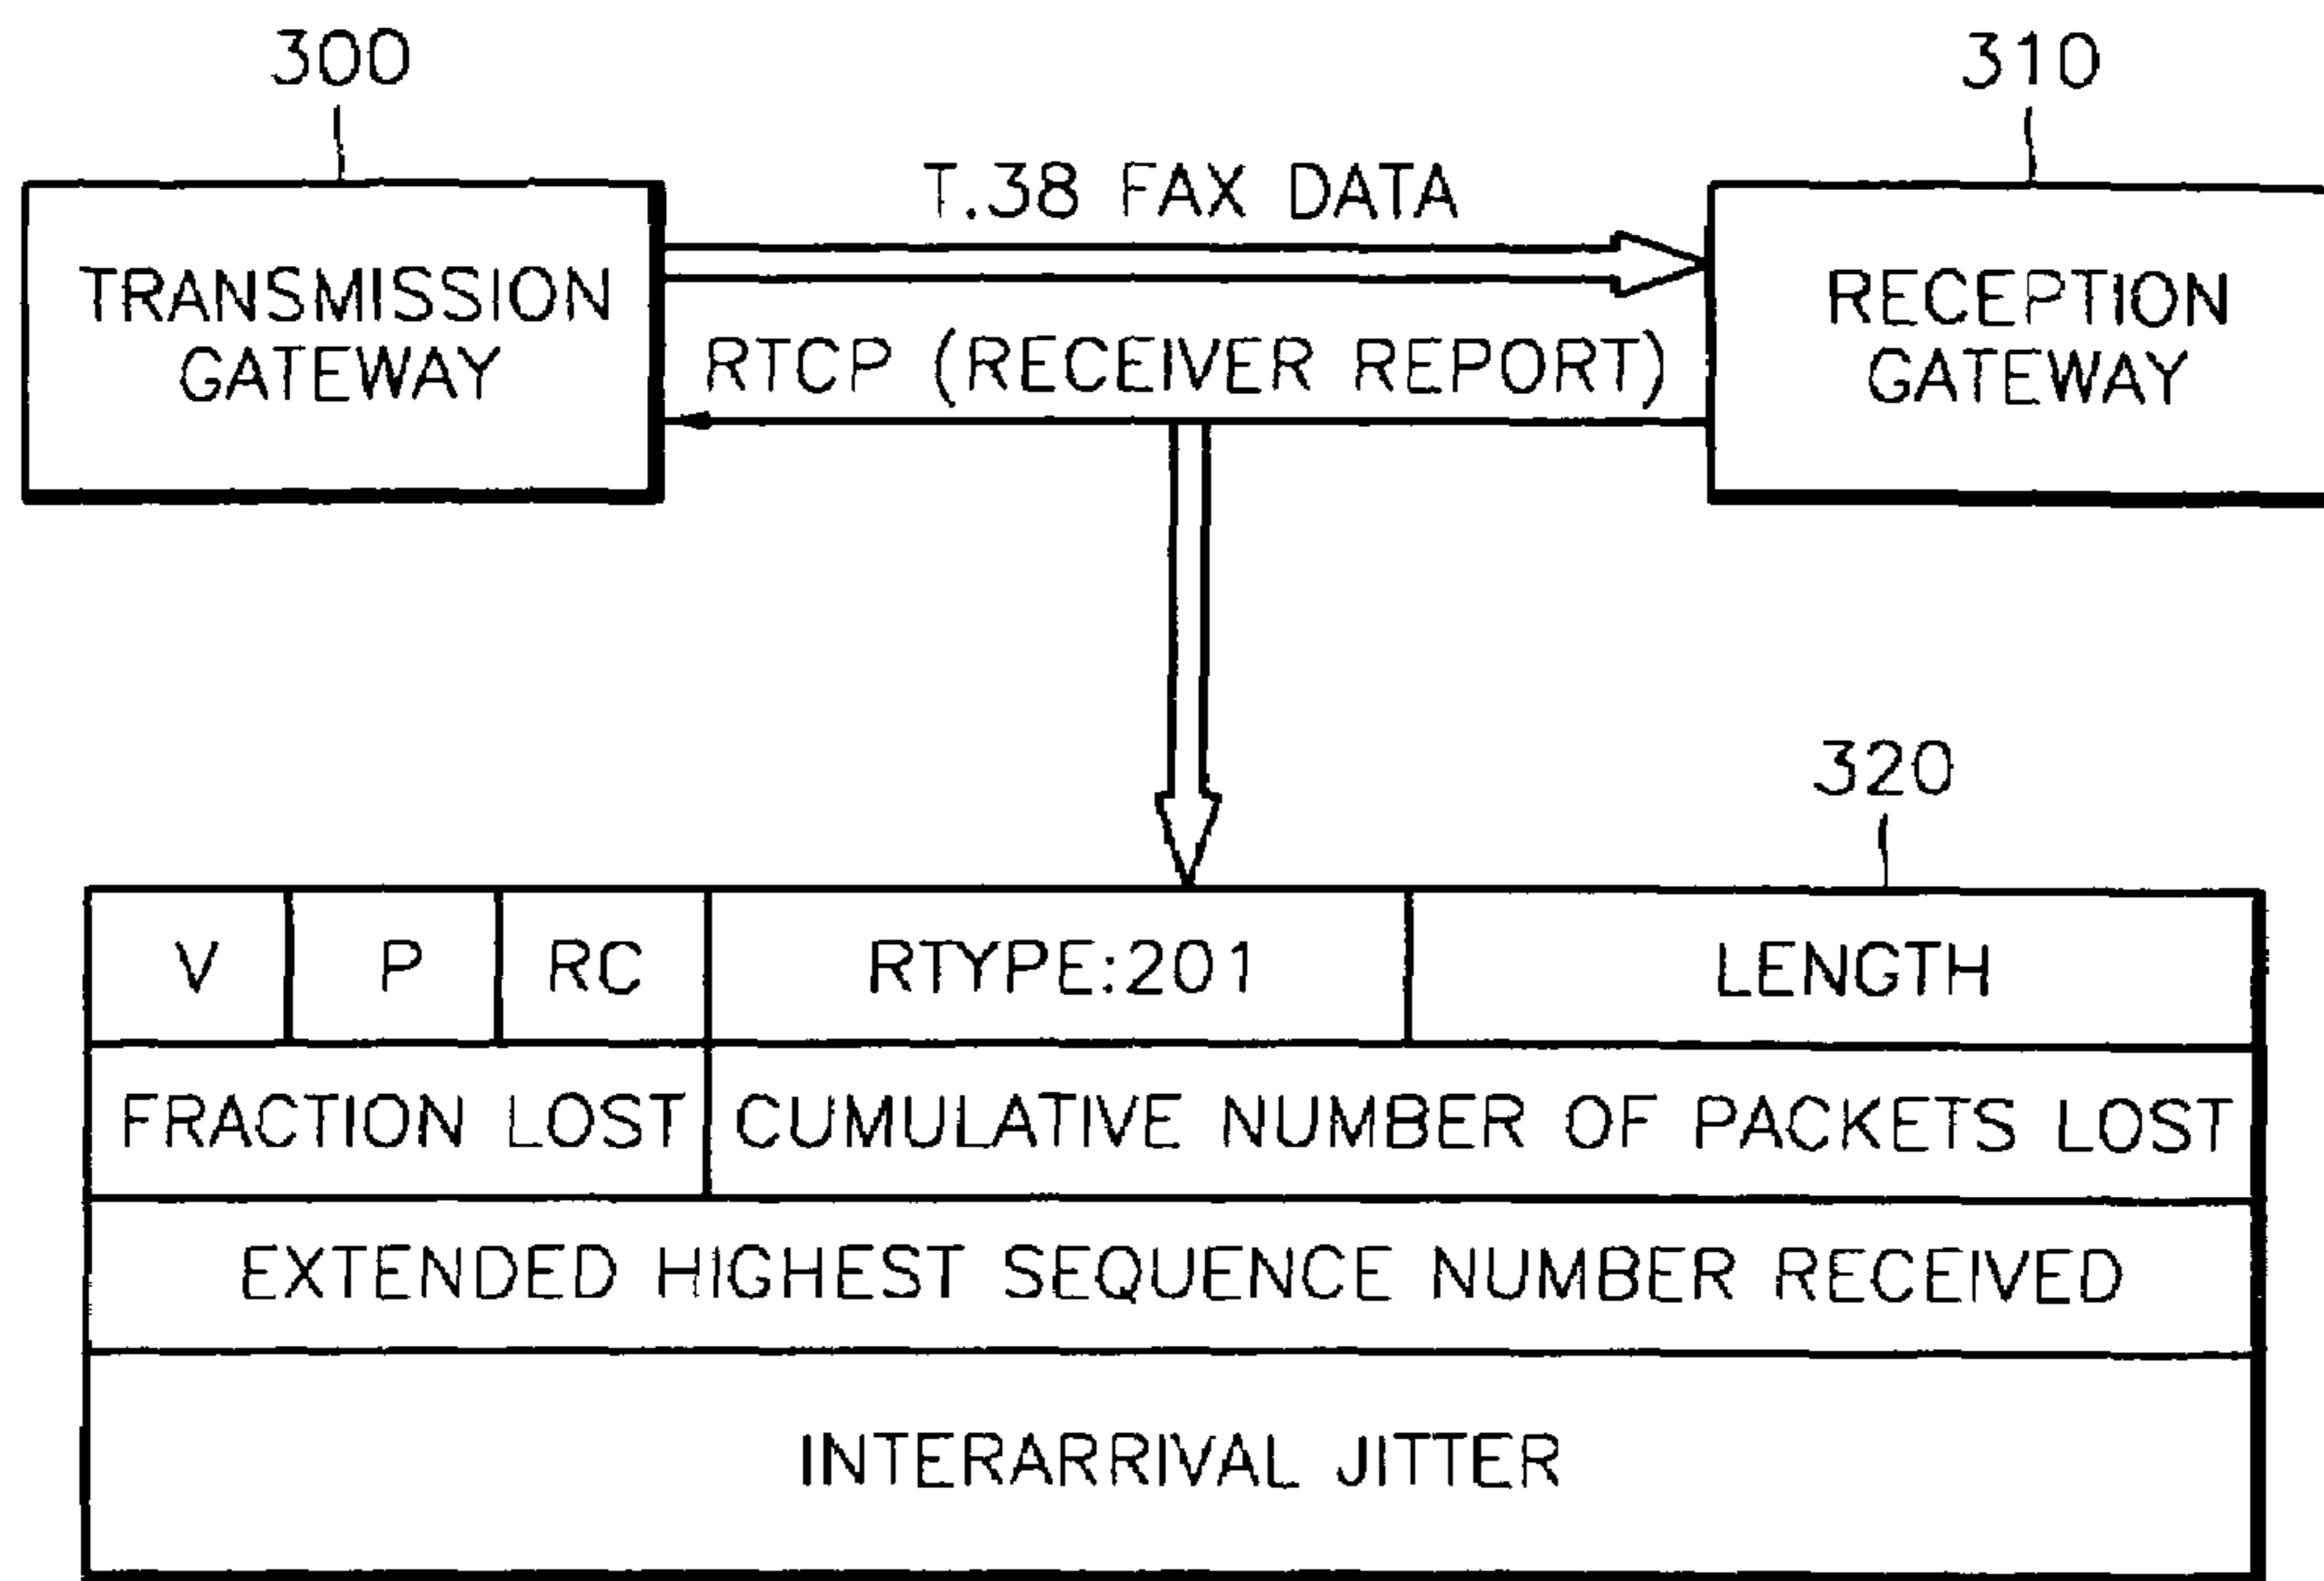 300
310
T.38 FAX DATA
TRANSMISSION
GATEWAY
RTCP (RECEIVER REPORT)
RECEPTION
GATEWAY
320
V P RC RTYPE:201 LENGTH
FRACTION LOST CUMULATIVE NUMBER OF PACKETS LOST
EXTENDED HIGHEST SEQUENCE NUMBER RECEIVED
INTERARRIVAL JITTER